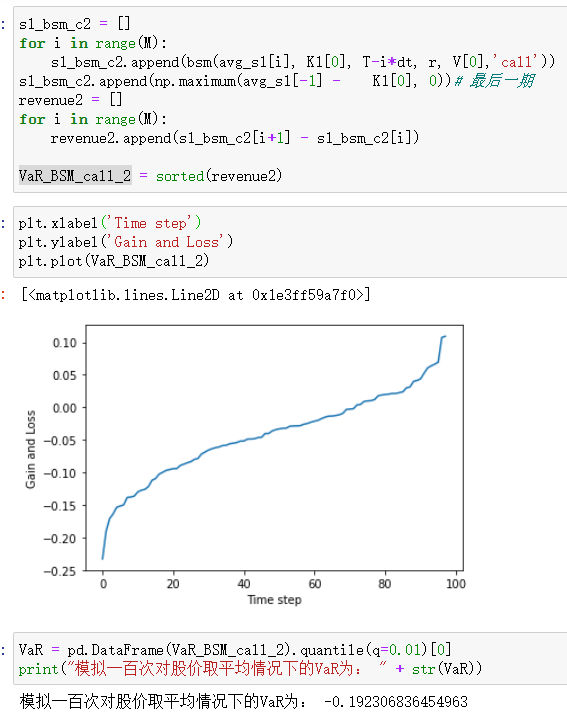 :
s1_bsm_c2 = []
for i in range(M):
    s1_bsm_c2.append(bsm(avg_s1[i], K1[0], T-i*dt, r, V[0],'call'))
s1_bsm_c2.append(np.maximum(avg_s1[-1] -    K1[0], 0))# 最后一期
revenue2 = []
for i in range(M):
    revenue2.append(s1_bsm_c2[i+1] - s1_bsm_c2[i])
VaR_BSM_call_2 = sorted(revenue2)
:
plt.xlabel('Time step')
plt.ylabel('Gain and Loss')
plt.plot(VaR_BSM_call_2)
:
[<matplotlib.lines.Line2D at 0x1e3ff59a7f0>]
0.10
0.05
0.00
−0.05
−0.10
−0.15
−0.20
−0.25
Gain and Loss
0 20 40 60 80 100
Time step
:
VaR = pd.DataFrame(VaR_BSM_call_2).quantile(q=0.01)[0]
print("模拟一百次对股价取平均情况下的VaR为： " + str(VaR))
模拟一百次对股价取平均情况下的VaR为： -0.192306836454963